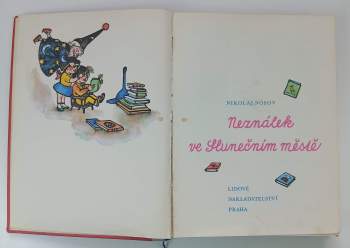 NIKOLAJ NOSOV
Neználek
ve Slunečním městě
LIDOVÉ
NAKLADATELSTVÍ
PRAHA